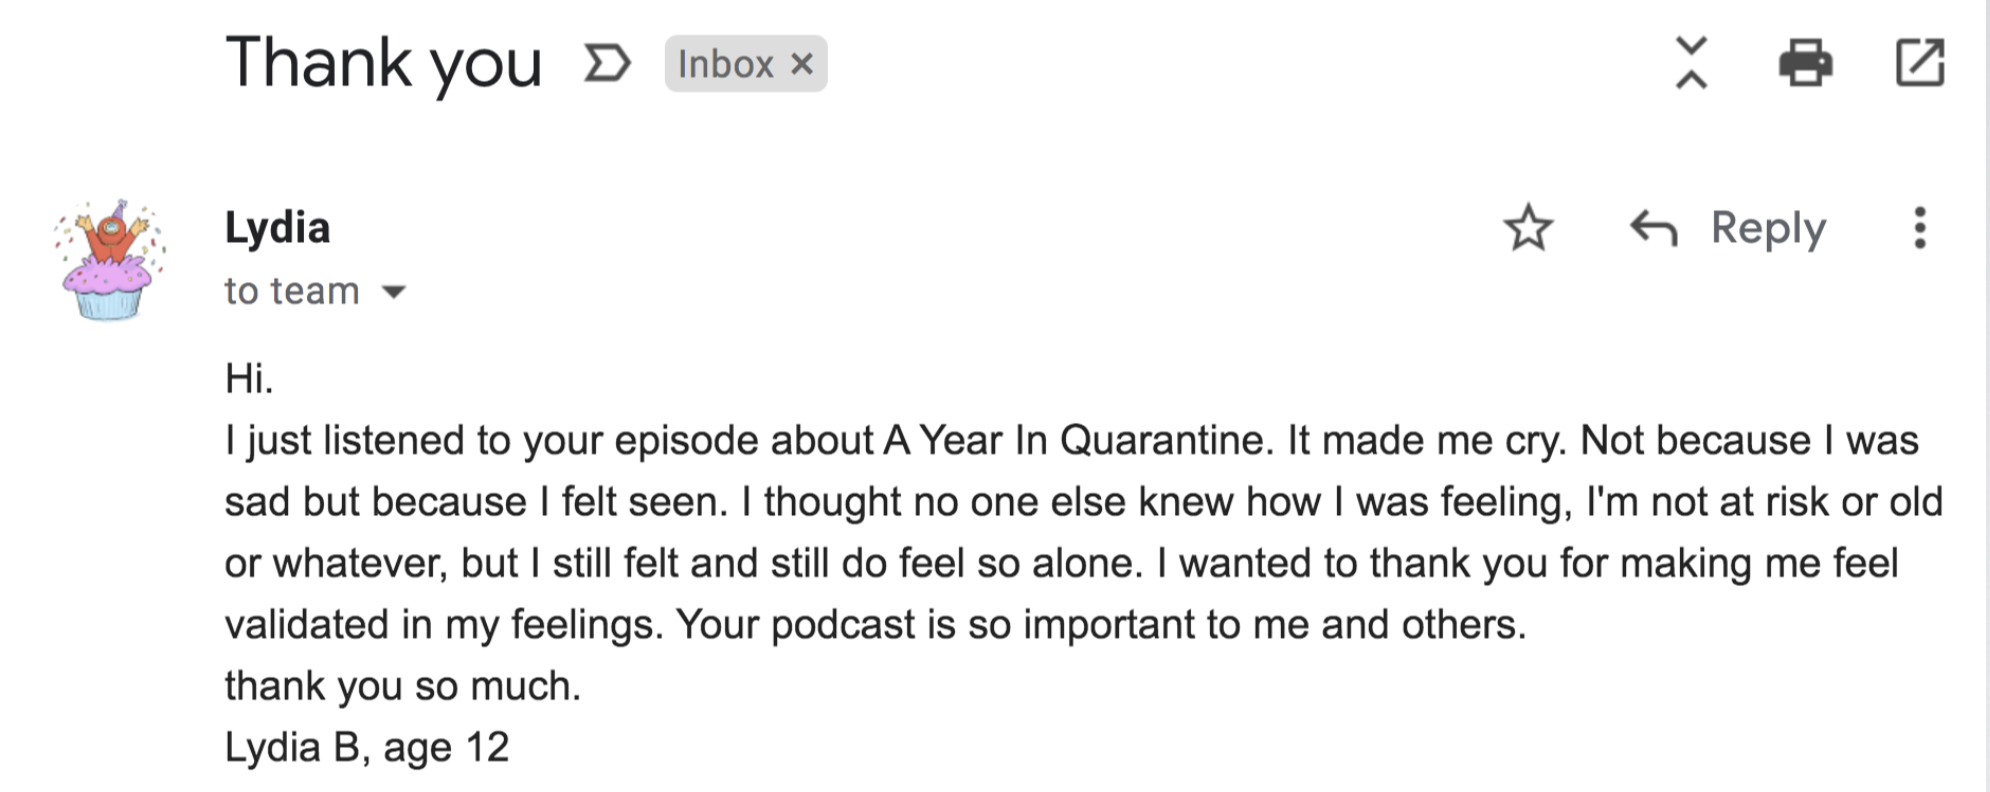 Thank you Inbox ×
Lydia
Reply
to team
Hi.
I just listened to your episode about A Year In Quarantine. It made me cry. Not because I was
sad but because I felt seen. I thought no one else knew how I was feeling, I'm not at risk or old
or whatever, but I still felt and still do feel so alone. I wanted to thank you for making me feel
validated in my feelings. Your podcast is so important to me and others.
thank you so much.
Lydia B, age 12